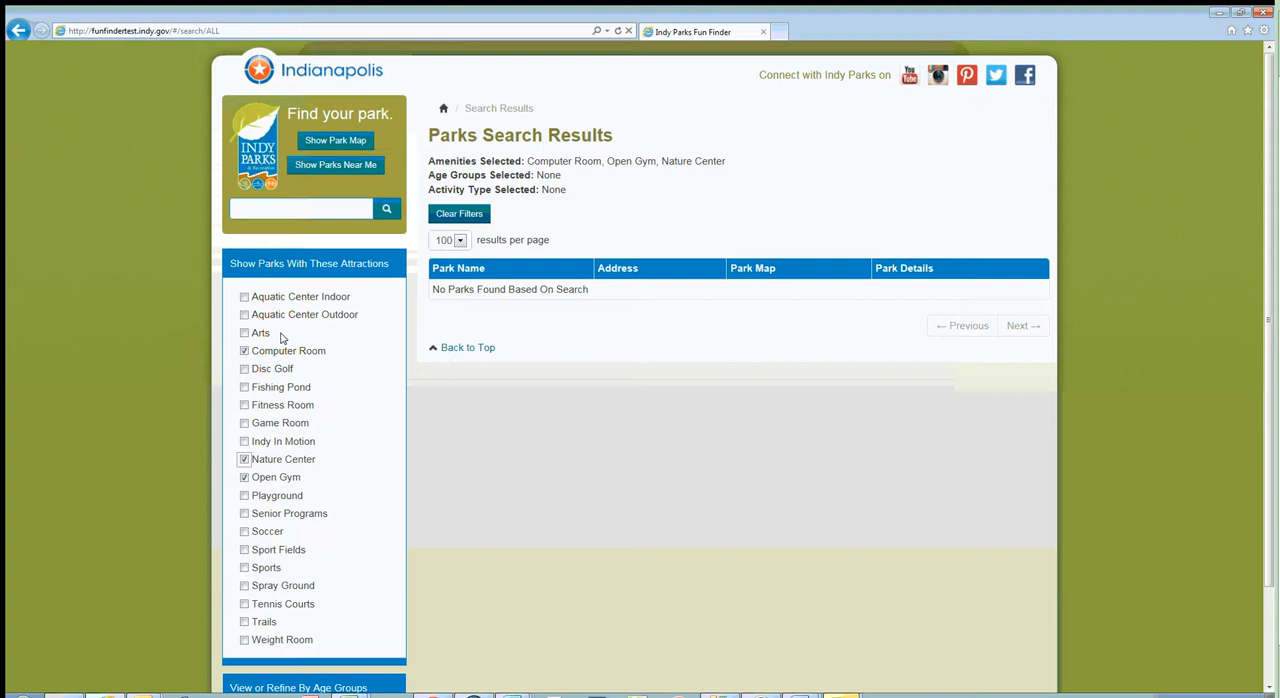 http://funfindertest.indy.gov/#/search/ALL
Indy Parks Fun Finder
Indianapolis
Connect with Indy Parks on
You
Tube
Find your park.
INDY
PARKS
Show Park Map
Show Parks Near Me
Search Results
Parks Search Results
Amenities Selected: Computer Room, Open Gym, Nature Center
Age Groups Selected: None
Activity Type Selected: None
Clear Filters
100 results per page
Park Name Address Park Map Park Details
No Parks Found Based On Search
← Previous Next →
Back to Top
Show Parks With These Attractions
Aquatic Center Indoor
Aquatic Center Outdoor
Arts
Computer Room
Disc Golf
Fishing Pond
Fitness Room
Game Room
Indy In Motion
Nature Center
Open Gym
Playground
Senior Programs
Soccer
Sport Fields
Sports
Spray Ground
Tennis Courts
Trails
Weight Room
View or Refine By Age Groups